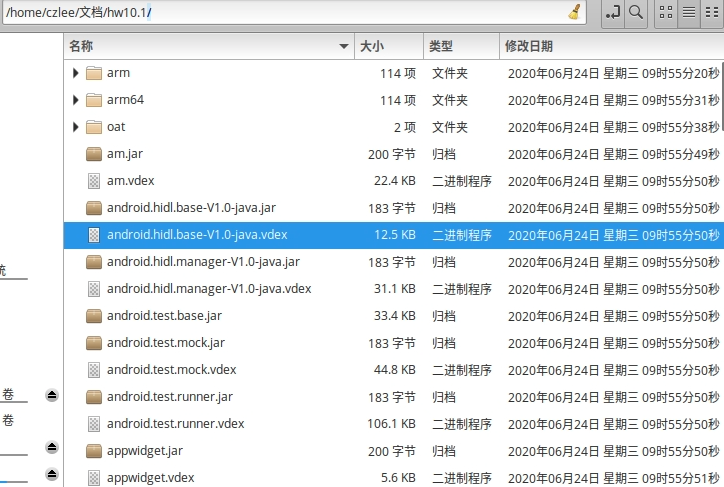 /home/czlee/文档/hw10.1/
名称 大小 类型 修改日期
arm 114 项 文件夹 2020年06月24日 星期三 09时55分20秒
arm64 114 项 文件夹 2020年06月24日 星期三 09时55分31秒
oat 2 项 文件夹 2020年06月24日 星期三 09时55分38秒
am.jar 200 字节 归档 2020年06月24日 星期三 09时55分49秒
am.vdex 22.4 KB 二进制程序 2020年06月24日 星期三 09时55分50秒
android.hidl.base-V1.0-java.jar 183 字节 归档 2020年06月24日 星期三 09时55分50秒
android.hidl.base-V1.0-java.vdex 12.5 KB 二进制程序 2020年06月24日 星期三 09时55分50秒
android.hidl.manager-V1.0-java.jar 183 字节 归档 2020年06月24日 星期三 09时55分50秒
统
android.hidl.manager-V1.0-java.vdex 31.1 KB 二进制程序 2020年06月24日 星期三 09时55分50秒
android.test.base.jar 33.4 KB 归档 2020年06月24日 星期三 09时55分50秒
android.test.mock.jar 183 字节 归档 2020年06月24日 星期三 09时55分50秒
android.test.mock.vdex 44.8 KB 二进制程序 2020年06月24日 星期三 09时55分50秒
卷
android.test.runner.jar 183 字节 归档 2020年06月24日 星期三 09时55分50秒
卷
android.test.runner.vdex 106.1 KB 二进制程序 2020年06月24日 星期三 09时55分50秒
appwidget.jar 200 字节 归档 2020年06月24日 星期三 09时55分50秒
appwidget.vdex 5.6 KB 二进制程序 2020年06月24日 星期三 09时55分51秒